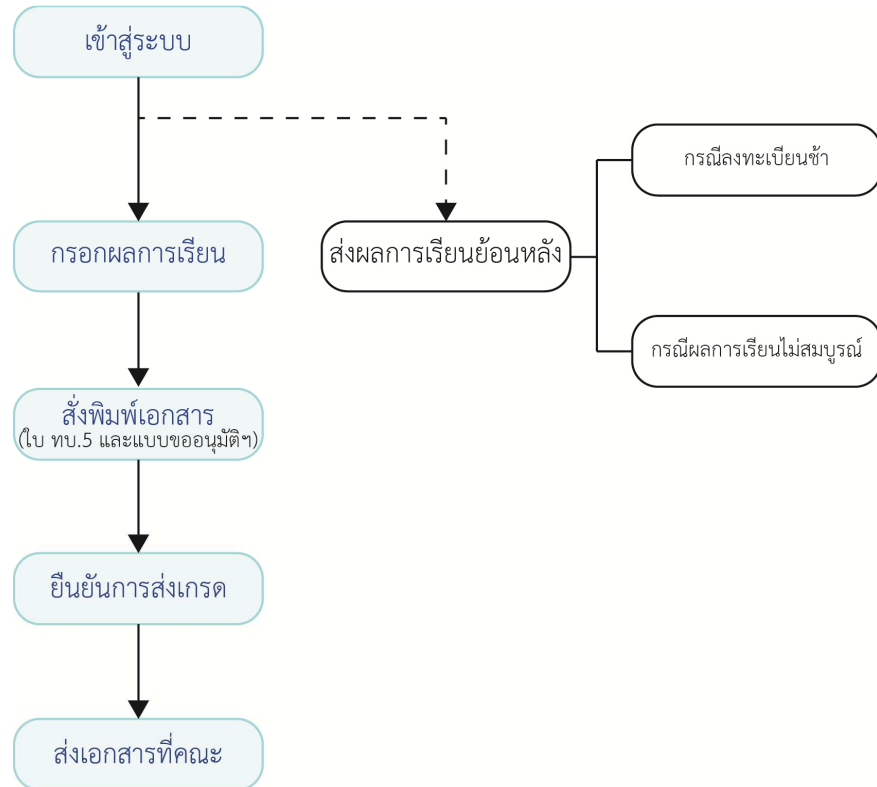 เข้าสู่ระบบ
กรณีลงทะเบียนช้า
กรอกผลการเรียน
ส่งผลการเรียนย้อนหลัง
กรณีผลการเรียนไม่สมบูรณ์
สั่งพิมพ์เอกสาร
(ใบ ทบ.5 และแบบขออนุมัติฯ)
ยืนยันการส่งเกรด
ส่งเอกสารที่คณะ